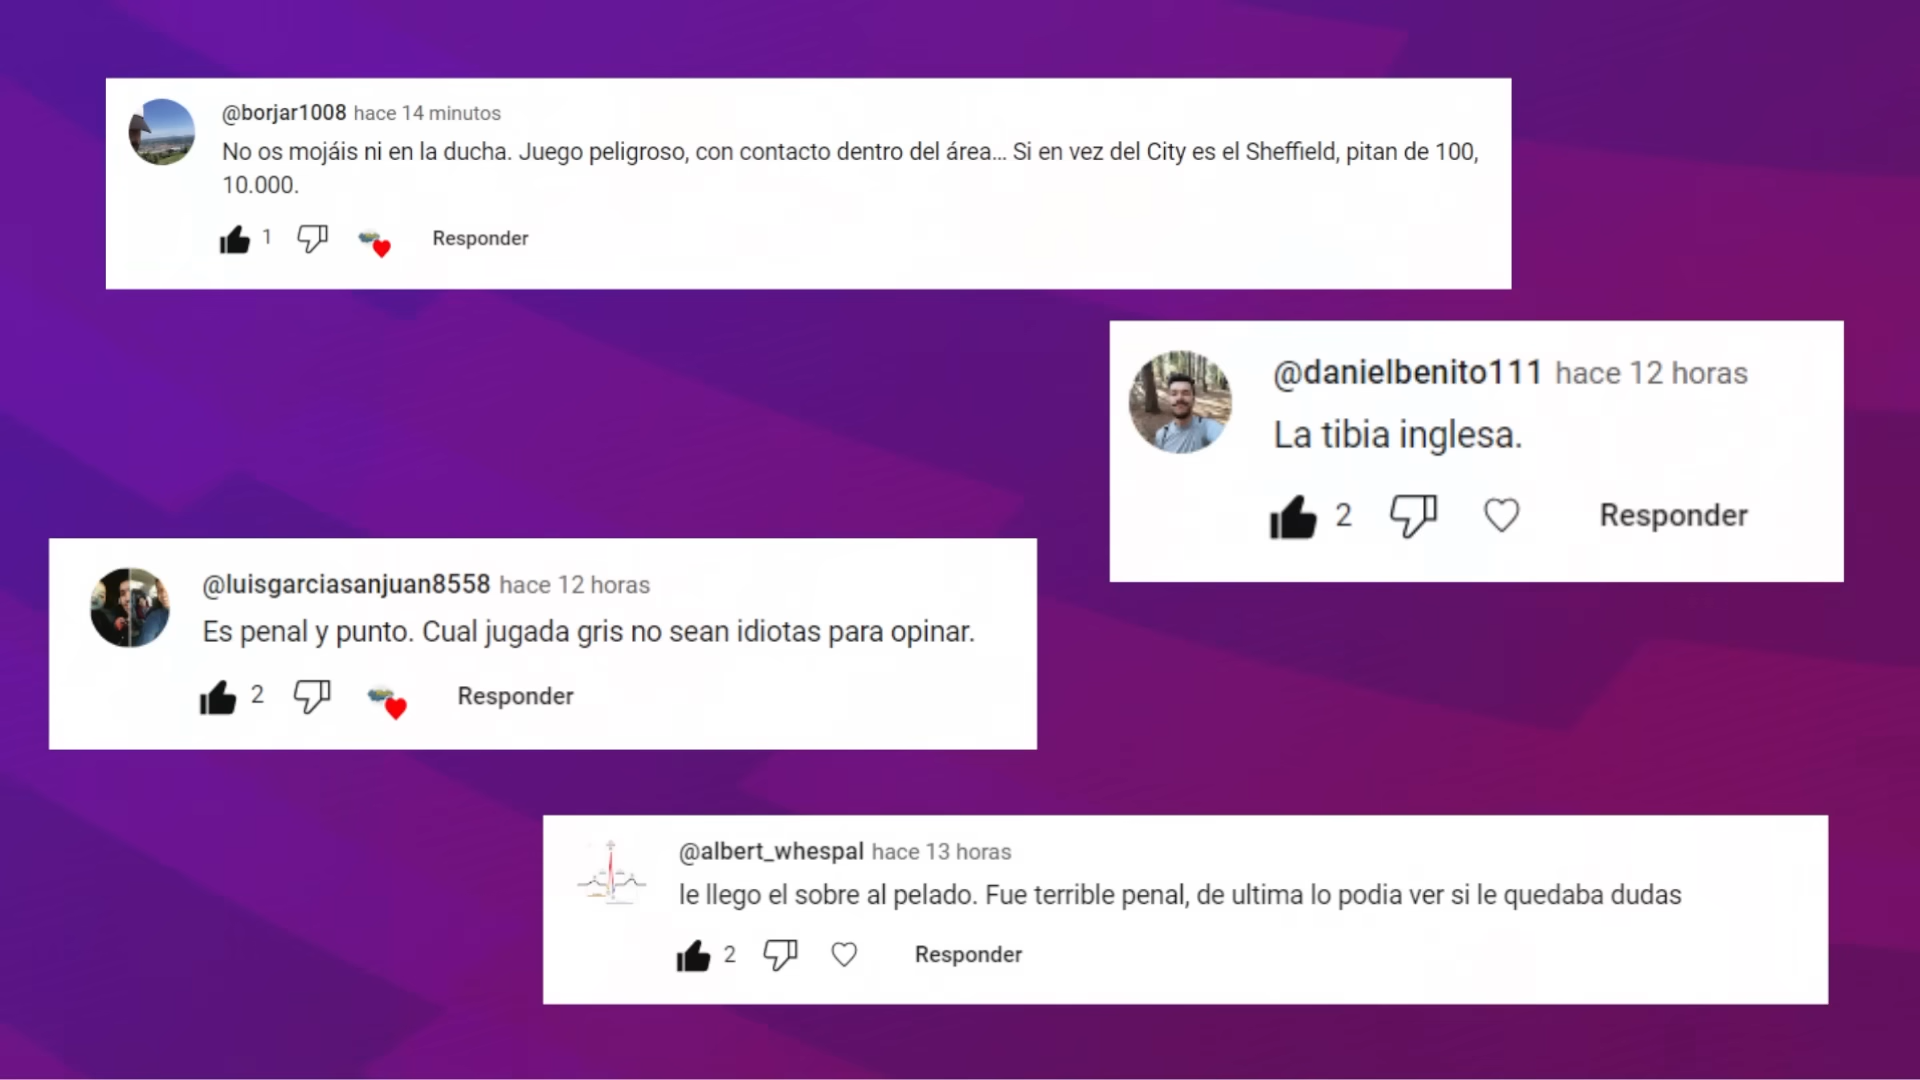 @borjar1008 hace 14 minutos
No os mojáis ni en la ducha. Juego peligroso, con contacto dentro del área... Si en vez del City es el Sheffield, pitan de 100,
10.000.
1 Responder
@danielbenito111 hace 12 horas
La tibia inglesa.
2 Responder
@luisgarciasanjuan8558 hace 12 horas
Es penal y punto. Cual jugada gris no sean idiotas para opinar.
2 Responder
@albert_whespal hace 13 horas
le llego el sobre al pelado. Fue terrible penal, de ultima lo podia ver si le quedaba dudas
2 Responder